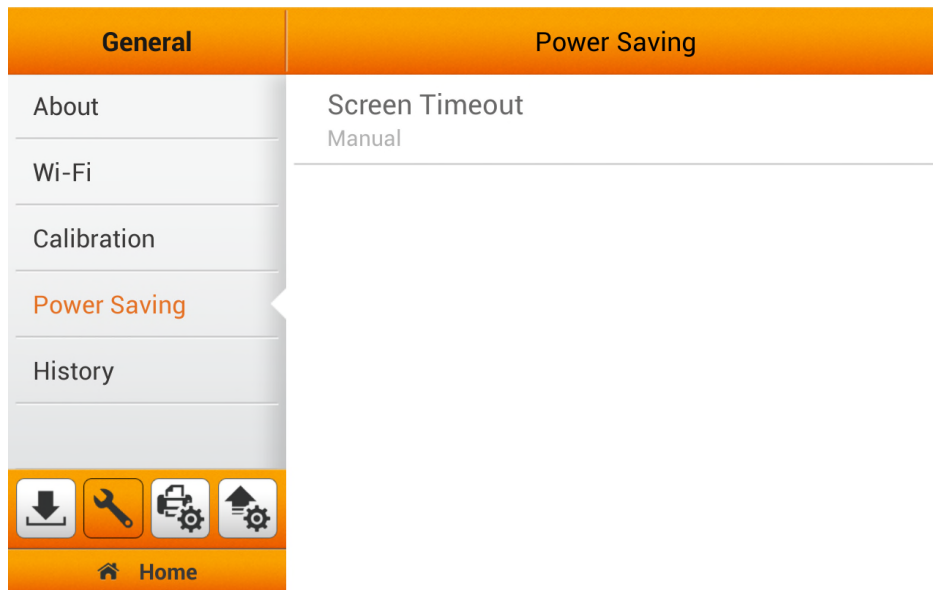 General
Power Saving
About
Wi-Fi
Calibration
Power Saving
History
Screen Timeout
Manual
Home